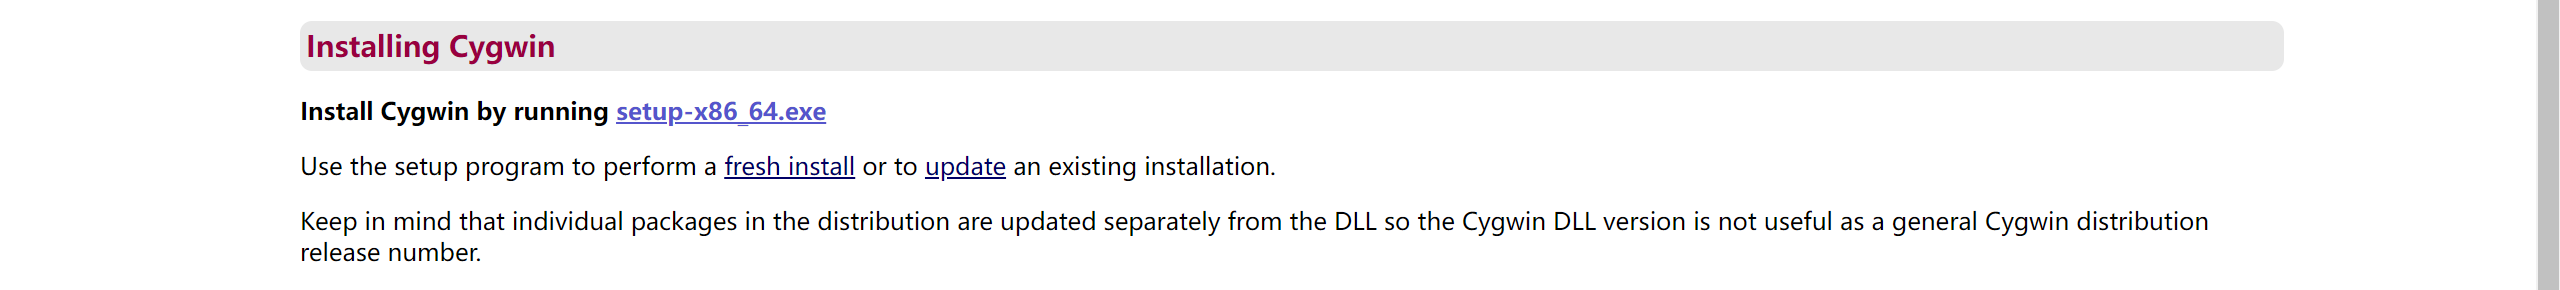 Installing Cygwin
Install Cygwin by running setup-x86_64.exe
Use the setup program to perform a fresh install or to update an existing installation.
Keep in mind that individual packages in the distribution are updated separately from the DLL so the Cygwin DLL version is not useful as a general Cygwin distribution
release number.